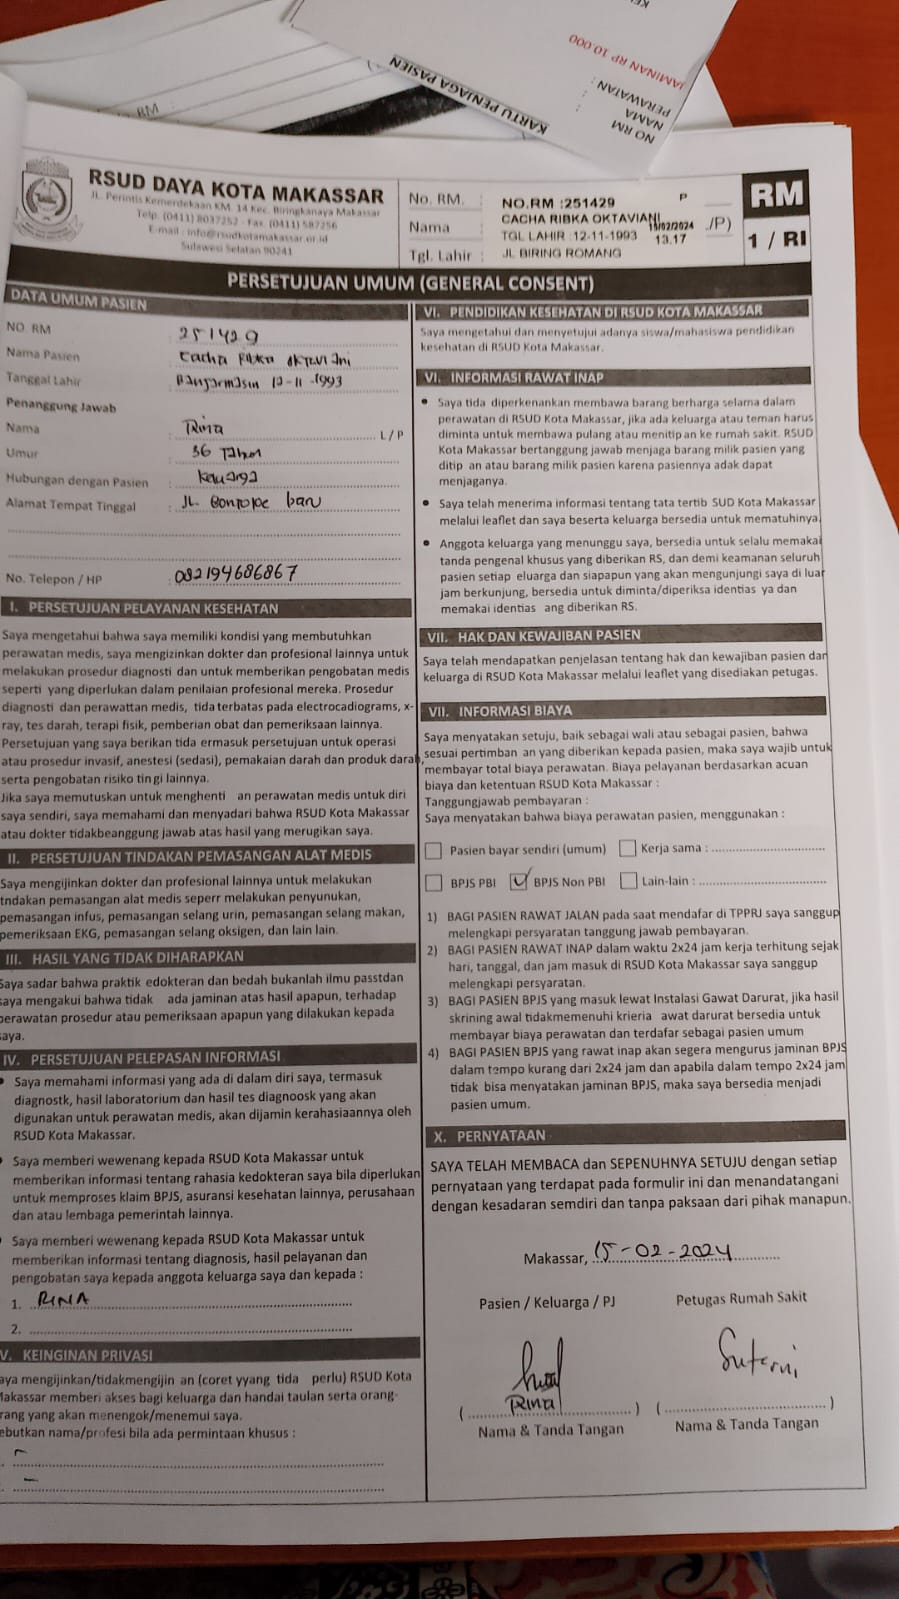 KARTU PENJAGA PASIEN
NO RM
NAMA :
PERAWATAN :
JAMINAN RP 10.000
RM :
RSUD DAYA KOTA MAKASSAR
JL. Perintis Kemerdekaan KM. 14 Kec. Biringkanaya Makassar
Telp. (0411) 8037252 - Fax. (0411) 587256
E-mail : info@rsudkotamakassar.or.id
Sulawesi Selatan 90241
No. RM. :
Nama :
Tgl. Lahir :
NO.RM :251429 P
CACHA RIBKA OKTAVIANI
15/02/2024 /P)
TGL LAHIR :12-11-1993 13.17
JL BIRING ROMANG
RM
1 / RI
PERSETUJUAN UMUM (GENERAL CONSENT)
DATA UMUM PASIEN
NO. RM : 251429
Nama Pasien : Cacha Ribka Oktaviani
Tanggal Lahir : Banjarmasin 12-11-1993
Penanggung Jawab
Nama : Rina L / P
Umur : 36 Tahun
Hubungan dengan Pasien : keluarga
Alamat Tempat Tinggal : JL. Bontoloe baru
No. Telepon / HP : 082194686867
I. PERSETUJUAN PELAYANAN KESEHATAN
Saya mengetahui bahwa saya memiliki kondisi yang membutuhkan
perawatan medis, saya mengizinkan dokter dan profesional lainnya untuk
melakukan prosedur diagnosti dan untuk memberikan pengobatan medis
seperti yang diperlukan dalam penilaian profesional mereka. Prosedur
diagnosti dan perawattan medis, tida terbatas pada electrocadiograms, x-
ray, tes darah, terapi fisik, pemberian obat dan pemeriksaan lainnya.
Persetujuan yang saya berikan tida ermasuk persetujuan untuk operasi
atau prosedur invasif, anestesi (sedasi), pemakaian darah dan produk darah,
serta pengobatan risiko tin gi lainnya.
Jika saya memutuskan untuk menghenti an perawatan medis untuk diri
saya sendiri, saya memahami dan menyadari bahwa RSUD Kota Makassar
atau dokter tidakbeanggung jawab atas hasil yang merugikan saya.
II. PERSETUJUAN TINDAKAN PEMASANGAN ALAT MEDIS
Saya mengijinkan dokter dan profesional lainnya untuk melakukan
tndakan pemasangan alat medis seperr melakukan penyunukan,
pemasangan infus, pemasangan selang urin, pemasangan selang makan,
pemeriksaan EKG, pemasangan selang oksigen, dan lain lain.
III. HASIL YANG TIDAK DIHARAPKAN
Saya sadar bahwa praktik edokteran dan bedah bukanlah ilmu passtdan
saya mengakui bahwa tidak ada jaminan atas hasil apapun, terhadap
perawatan prosedur atau pemeriksaan apapun yang dilakukan kepada
saya.
IV. PERSETUJUAN PELEPASAN INFORMASI
Saya memahami informasi yang ada di dalam diri saya, termasuk
diagnostk, hasil laboratorium dan hasil tes diagnoosk yang akan
digunakan untuk perawatan medis, akan dijamin kerahasiaannya oleh
RSUD Kota Makassar.
Saya memberi wewenang kepada RSUD Kota Makassar untuk
memberikan informasi tentang rahasia kedokteran saya bila diperlukan
untuk memproses klaim BPJS, asuransi kesehatan lainnya, perusahaan
dan atau lembaga pemerintah lainnya.
Saya memberi wewenang kepada RSUD Kota Makassar untuk
memberikan informasi tentang diagnosis, hasil pelayanan dan
pengobatan saya kepada anggota keluarga saya dan kepada :
1. RINA
2.
V. KEINGINAN PRIVASI
aya mengijinkan/tidakmengijin an (coret yyang tida perlu) RSUD Kota
Makassar memberi akses bagi keluarga dan handai taulan serta orang-
rang yang akan menengok/menemui saya.
ebutkan nama/profesi bila ada permintaan khusus :
VI. PENDIDIKAN KESEHATAN DI RSUD KOTA MAKASSAR
Saya mengetahui dan menyetujui adanya siswa/mahasiswa pendidikan
kesehatan di RSUD Kota Makassar.
VI. INFORMASI RAWAT INAP
Saya tida diperkenankan membawa barang berharga selama dalam
perawatan di RSUD Kota Makassar, jika ada keluarga atau teman harus
diminta untuk membawa pulang atau menitip an ke rumah sakit. RSUD
Kota Makassar bertanggung jawab menjaga barang milik pasien yang
ditip an atau barang milik pasien karena pasiennya adak dapat
menjaganya.
Saya telah menerima informasi tentang tata tertib SUD Kota Makassar
melalui leaflet dan saya beserta keluarga bersedia untuk mematuhinya.
Anggota keluarga yang menunggu saya, bersedia untuk selalu memakai
tanda pengenal khusus yang diberikan RS, dan demi keamanan seluruh
pasien setiap eluarga dan siapapun yang akan mengunjungi saya di luar
jam berkunjung, bersedia untuk diminta/diperiksa identias ya dan
memakai identias ang diberikan RS.
VII. HAK DAN KEWAJIBAN PASIEN
Saya telah mendapatkan penjelasan tentang hak dan kewajiban pasien dan
keluarga di RSUD Kota Makassar melalui leaflet yang disediakan petugas.
VII. INFORMASI BIAYA
Saya menyatakan setuju, baik sebagai wali atau sebagai pasien, bahwa
sesuai pertimban an yang diberikan kepada pasien, maka saya wajib untuk
membayar total biaya perawatan. Biaya pelayanan berdasarkan acuan
biaya dan ketentuan RSUD Kota Makassar :
Tanggungjawab pembayaran :
Saya menyatakan bahwa biaya perawatan pasien, menggunakan :
Pasien bayar sendiri (umum) Kerja sama :
BPJS PBI ✓ BPJS Non PBI Lain-lain :
1) BAGI PASIEN RAWAT JALAN pada saat mendafar di TPPRJ saya sanggup
melengkapi persyaratan tanggung jawab pembayaran.
2) BAGI PASIEN RAWAT INAP dalam waktu 2x24 jam kerja terhitung sejak
hari, tanggal, dan jam masuk di RSUD Kota Makassar saya sanggup
melengkapi persyaratan.
3) BAGI PASIEN BPJS yang masuk lewat Instalasi Gawat Darurat, jika hasil
skrining awal tidakmemenuhi krieria awat darurat bersedia untuk
membayar biaya perawatan dan terdafar sebagai pasien umum
4) BAGI PASIEN BPJS yang rawat inap akan segera mengurus jaminan BPJS
dalam tempo kurang dari 2x24 jam dan apabila dalam tempo 2x24 jam
tidak bisa menyatakan jaminan BPJS, maka saya bersedia menjadi
pasien umum.
X. PERNYATAAN
SAYA TELAH MEMBACA dan SEPENUHNYA SETUJU dengan setiap
pernyataan yang terdapat pada formulir ini dan menandatangani
dengan kesadaran semdiri dan tanpa paksaan dari pihak manapun.
Makassar, 15-02-2024
Pasien / Keluarga / PJ Petugas Rumah Sakit
Rina
Nama & Tanda Tangan Nama & Tanda Tangan